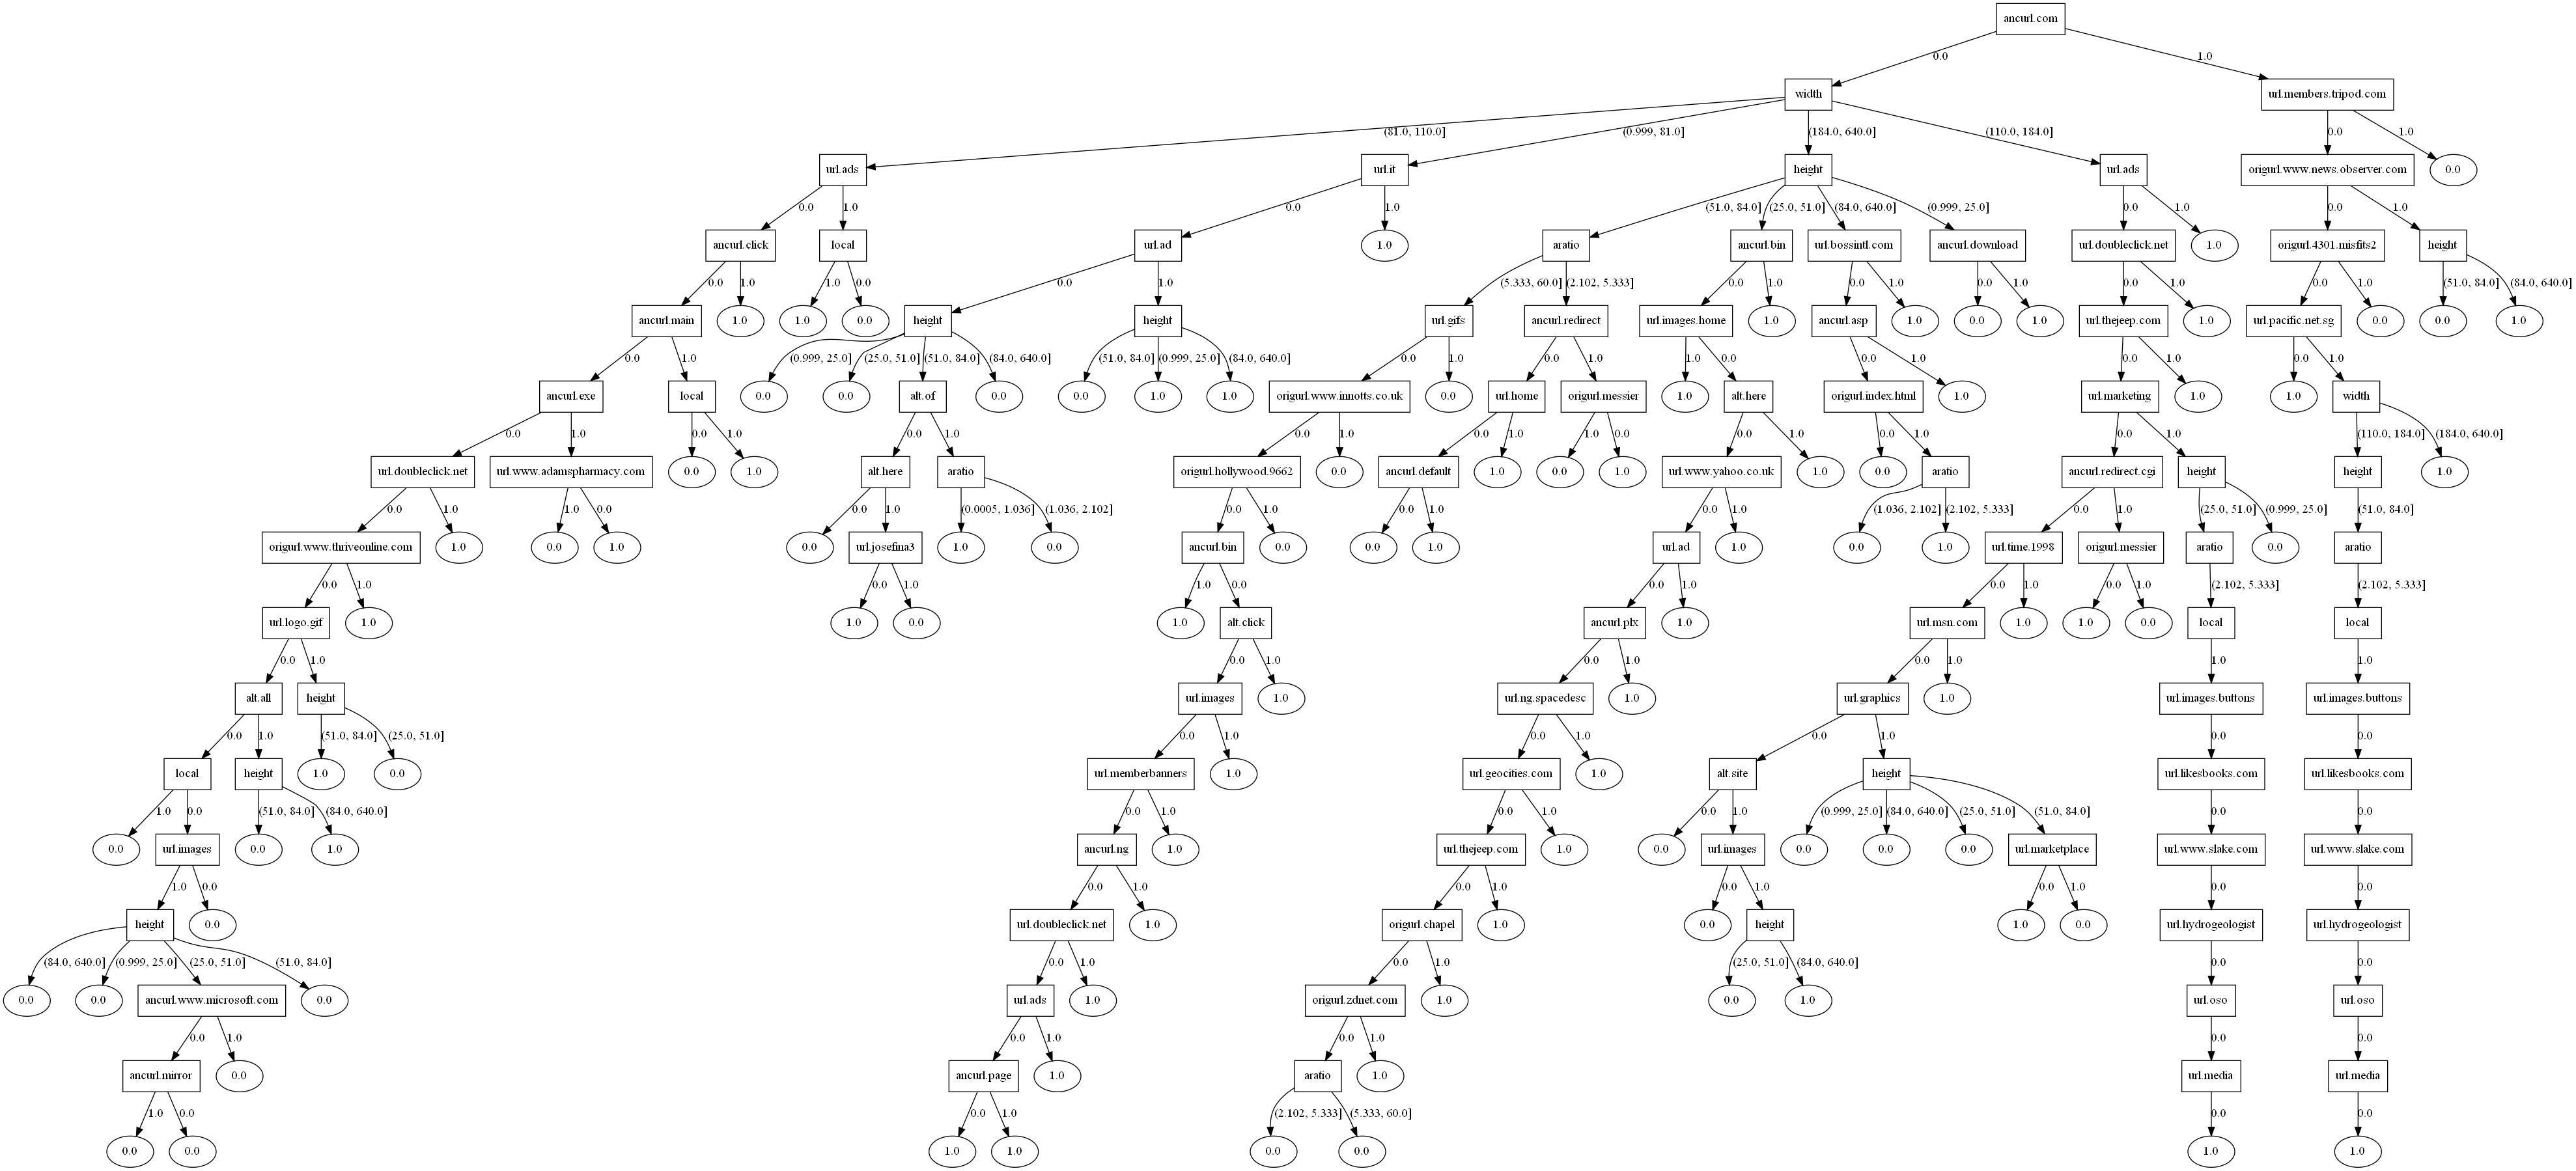 ancurl.com
0.0 1.0
width url.members.tripod.com
(81.0, 110.0] (0.999, 81.0] (184.0, 640.0] (110.0, 184.0] 0.0 1.0
url.ads url.it height url.ads origurl.www.news.observer.com 0.0
0.0 1.0 0.0 1.0 (51.0, 84.0] (25.0, 51.0] (84.0, 640.0] (0.999, 25.0] 0.0 1.0 0.0 1.0
ancurl.click local url.ad 1.0 aratio ancurl.bin url.bossintl.com ancurl.download url.doubleclick.net 1.0 origurl.4301.misfits2 height
0.0 1.0 1.0 0.0 0.0 1.0 (5.333, 60.0] (2.102, 5.333] 0.0 1.0 0.0 1.0 0.0 1.0 0.0 1.0 0.0 1.0 (51.0, 84.0] (84.0, 640.0]
ancurl.main 1.0 1.0 0.0 height height url.gifs ancurl.redirect url.images.home 1.0 ancurl.asp 1.0 0.0 1.0 url.thejeep.com 1.0 url.pacific.net.sg 0.0 0.0 1.0
0.0 1.0 (0.999, 25.0] (25.0, 51.0] (51.0, 84.0] (84.0, 640.0] (51.0, 84.0] (0.999, 25.0] (84.0, 640.0] 0.0 1.0 0.0 1.0 1.0 0.0 0.0 1.0 0.0 1.0 0.0 1.0
ancurl.exe local 0.0 0.0 alt.of 0.0 0.0 1.0 1.0 origurl.www.innotts.co.uk 0.0 url.home origurl.messier 1.0 alt.here origurl.index.html 1.0 url.marketing 1.0 1.0 width
0.0 1.0 0.0 1.0 0.0 1.0 0.0 1.0 0.0 1.0 1.0 0.0 0.0 1.0 0.0 1.0 0.0 1.0 (110.0, 184.0] (184.0, 640.0]
url.doubleclick.net url.www.adamspharmacy.com 0.0 1.0 alt.here aratio origurl.hollywood.9662 0.0 ancurl.default 1.0 0.0 1.0 url.www.yahoo.co.uk 1.0 0.0 aratio ancurl.redirect.cgi height height 1.0
0.0 1.0 1.0 0.0 0.0 1.0 (0.0005, 1.036] (1.036, 2.102] 0.0 1.0 0.0 1.0 0.0 1.0 (1.036, 2.102] (2.102, 5.333] 0.0 1.0 (25.0, 51.0] (0.999, 25.0] (51.0, 84.0]
origurl.www.thriveonline.com 1.0 0.0 1.0 0.0 url.josefina3 1.0 0.0 ancurl.bin 0.0 0.0 1.0 url.ad 1.0 0.0 1.0 url.time.1998 origurl.messier aratio 0.0 aratio
0.0 1.0 0.0 1.0 1.0 0.0 0.0 1.0 0.0 1.0 0.0 1.0 (2.102, 5.333] (2.102, 5.333]
url.logo.gif 1.0 1.0 0.0 1.0 alt.click ancurl.plx 1.0 url.msn.com 1.0 1.0 0.0 local local
0.0 1.0 0.0 1.0 0.0 1.0 0.0 1.0 1.0 1.0
alt.all height url.images 1.0 url.ng.spacedesc 1.0 url.graphics 1.0 url.images.buttons url.images.buttons
0.0 1.0 (51.0, 84.0] (25.0, 51.0] 0.0 1.0 0.0 1.0 0.0 1.0 0.0 0.0
local height 1.0 0.0 url.memberbanners 1.0 url.geocities.com 1.0 alt.site height url.likesbooks.com url.likesbooks.com
1.0 0.0 (51.0, 84.0] (84.0, 640.0] 0.0 1.0 0.0 1.0 0.0 1.0 (0.999, 25.0] (84.0, 640.0] (25.0, 51.0] (51.0, 84.0] 0.0 0.0
0.0 url.images 0.0 1.0 ancurl.ng 1.0 url.thejeep.com 1.0 0.0 url.images 0.0 0.0 0.0 url.marketplace url.www.slake.com url.www.slake.com
1.0 0.0 0.0 1.0 0.0 1.0 0.0 1.0 0.0 1.0 0.0 0.0
height 0.0 url.doubleclick.net 1.0 origurl.chapel 1.0 0.0 height 1.0 0.0 url.hydrogeologist url.hydrogeologist
(84.0, 640.0] (0.999, 25.0] (25.0, 51.0] (51.0, 84.0] 0.0 1.0 0.0 1.0 (25.0, 51.0] (84.0, 640.0] 0.0 0.0
0.0 0.0 ancurl.www.microsoft.com 0.0 url.ads 1.0 origurl.zdnet.com 1.0 0.0 1.0 url.oso url.oso
0.0 1.0 0.0 1.0 0.0 1.0 0.0 0.0
ancurl.mirror 0.0 ancurl.page 1.0 aratio 1.0 url.media url.media
1.0 0.0 0.0 1.0 (2.102, 5.333] (5.333, 60.0] 0.0 0.0
0.0 0.0 1.0 1.0 0.0 0.0 1.0 1.0